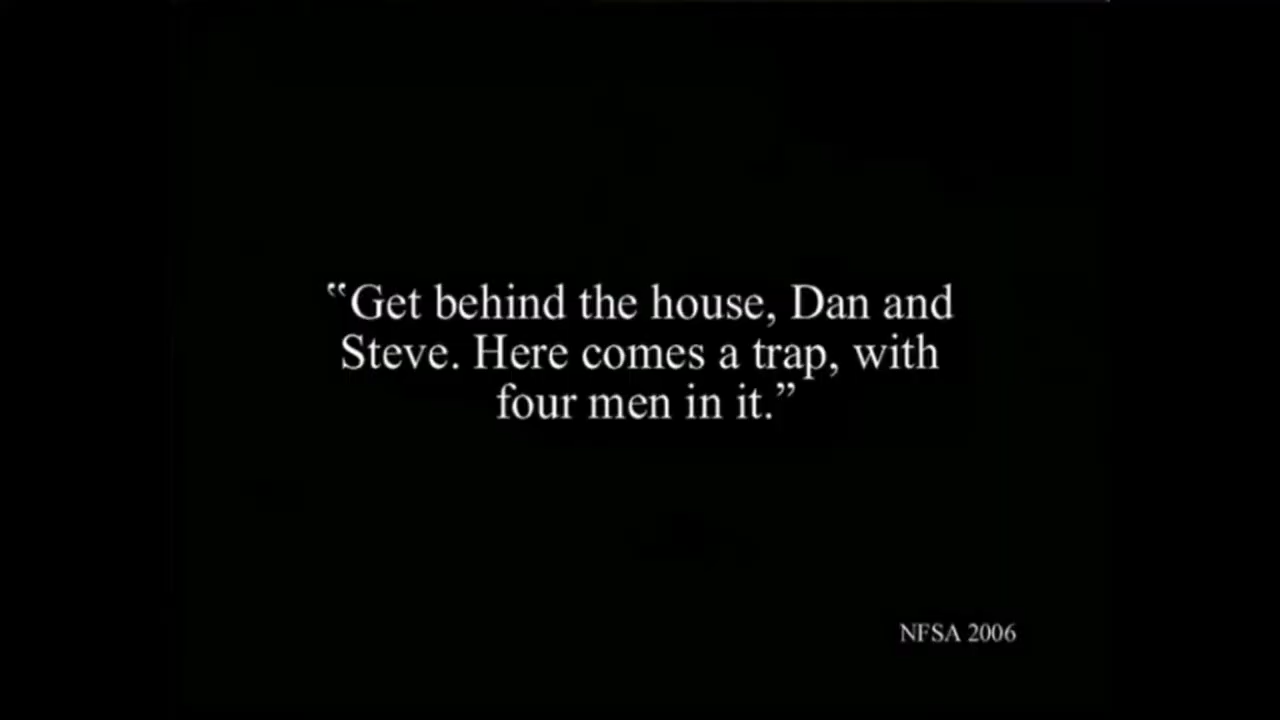 “Get behind the house, Dan and
Steve. Here comes a trap, with
four men in it.”
NFSA 2006